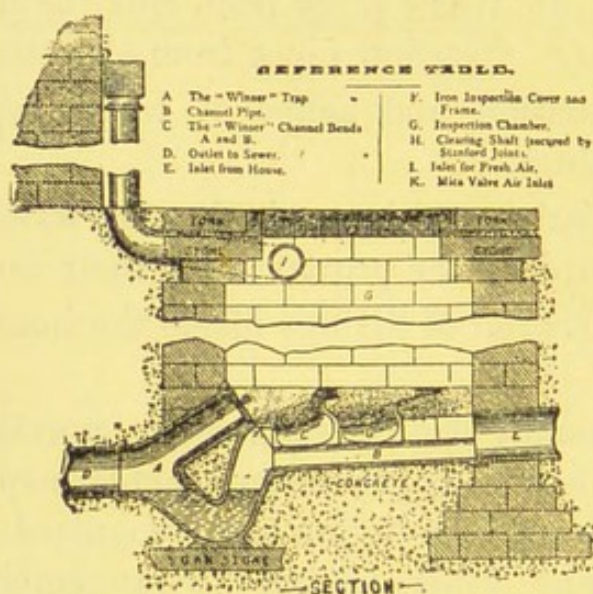 REFERENCE TABLE.
A The "Winser" Trap
B Channel Pipe.
C The "Winser" Channel Bends
A and B.
D. Outlet to Sewer.
E. Inlet from House.
F. Iron Inspection Cover and
Frame.
G. Inspection Chamber.
H. Clearing Shaft (secured by
Stanford Joints.
I. Inlet for Fresh Air.
K. Mica Valve Air Inlet
YORK
YORK
STONE
STONE
I
G
H
C
E
D
A
B
CONCRETE
YORK STONE
SECTION